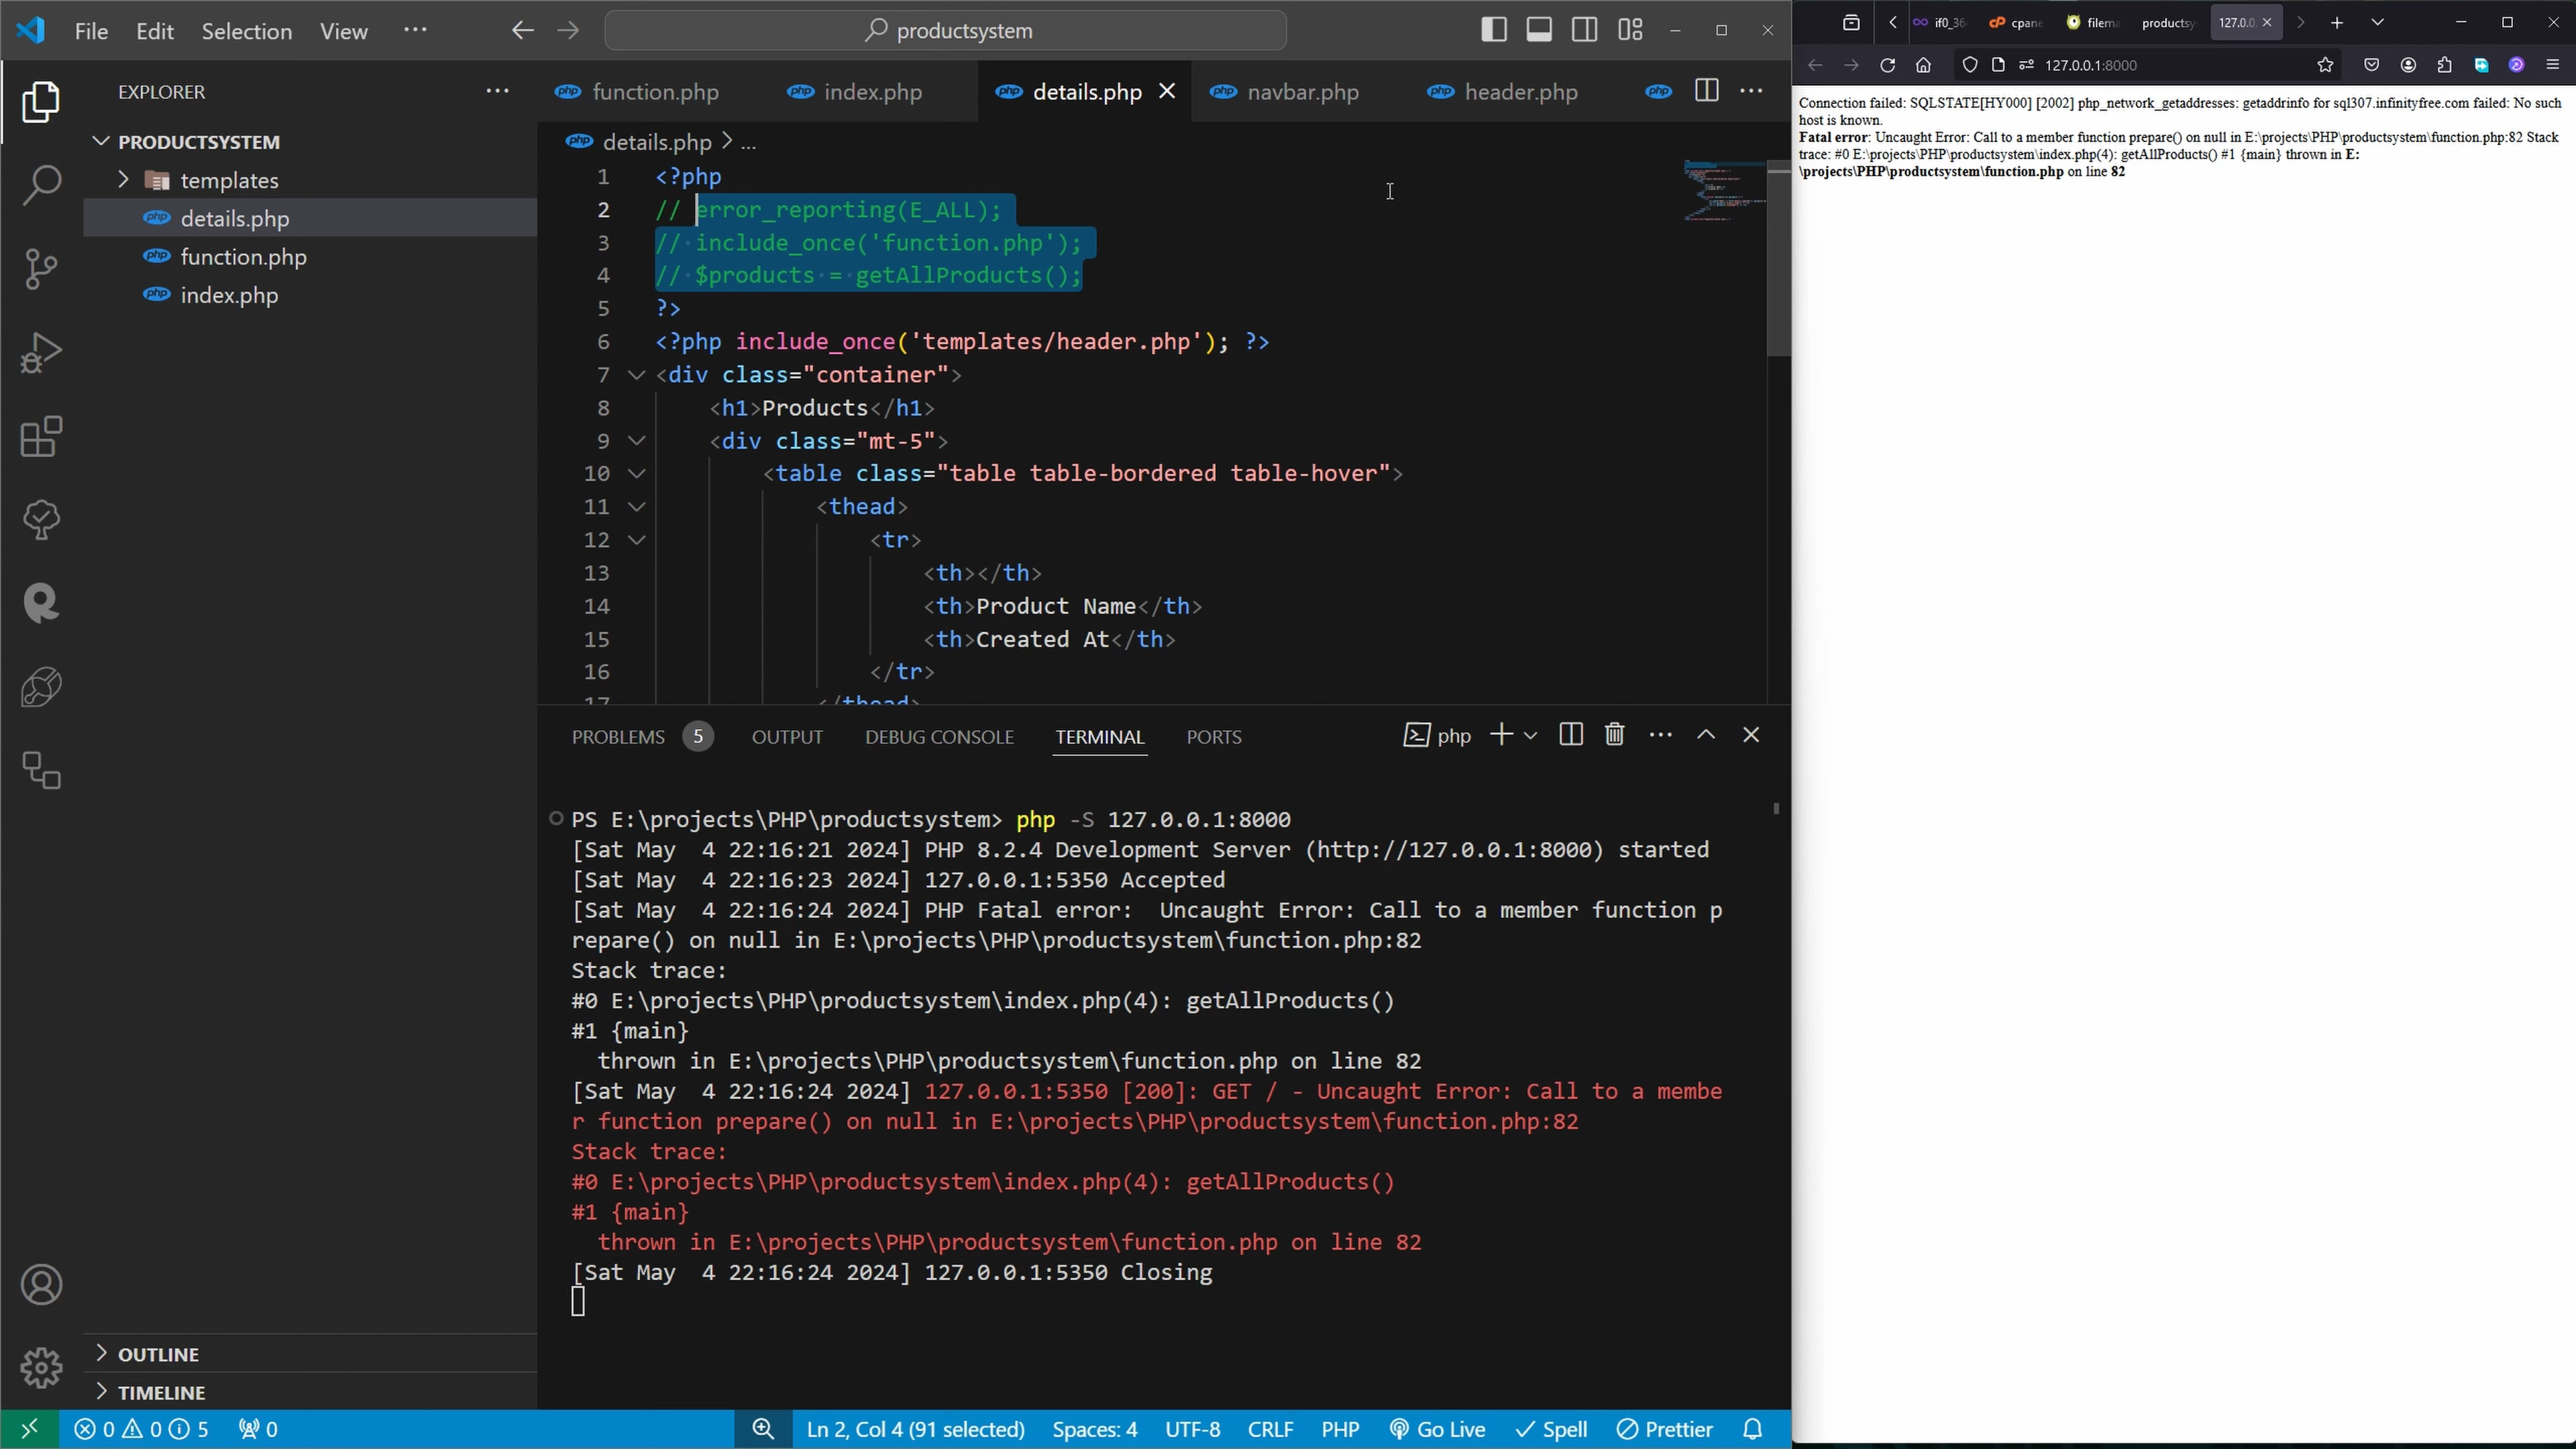 File Edit Selection View ···
productsystem
EXPLORER
PRODUCTSYSTEM
templates
details.php
function.php
index.php
OUTLINE
TIMELINE
function.php index.php details.php navbar.php header.php
details.php > ...
1 <?php
2 // error_reporting(E_ALL);
3 // include_once('function.php');
4 // $products = getAllProducts();
5 ?>
6 <?php include_once('templates/header.php'); ?>
7 <div class="container">
8 <h1>Products</h1>
9 <div class="mt-5">
10 <table class="table table-bordered table-hover">
11 <thead>
12 <tr>
13 <th></th>
14 <th>Product Name</th>
15 <th>Created At</th>
16 </tr>
17 </thead>
PROBLEMS 5 OUTPUT DEBUG CONSOLE TERMINAL PORTS php
PS E:\projects\PHP\productsystem> php -S 127.0.0.1:8000
[Sat May  4 22:16:21 2024] PHP 8.2.4 Development Server (http://127.0.0.1:8000) started
[Sat May  4 22:16:23 2024] 127.0.0.1:5350 Accepted
[Sat May  4 22:16:24 2024] PHP Fatal error:  Uncaught Error: Call to a member function p
repare() on null in E:\projects\PHP\productsystem\function.php:82
Stack trace:
#0 E:\projects\PHP\productsystem\index.php(4): getAllProducts()
#1 {main}
thrown in E:\projects\PHP\productsystem\function.php on line 82
[Sat May  4 22:16:24 2024] 127.0.0.1:5350 [200]: GET / - Uncaught Error: Call to a membe
r function prepare() on null in E:\projects\PHP\productsystem\function.php:82
Stack trace:
#0 E:\projects\PHP\productsystem\index.php(4): getAllProducts()
#1 {main}
thrown in E:\projects\PHP\productsystem\function.php on line 82
[Sat May  4 22:16:24 2024] 127.0.0.1:5350 Closing
0 0 5 0 Ln 2, Col 4 (91 selected) Spaces: 4 UTF-8 CRLF PHP Go Live Spell Prettier
if0_36 cpane filema productsy 127.0.0.
127.0.0.1:8000
Connection failed: SQLSTATE[HY000] [2002] php_network_getaddresses: getaddrinfo for sql307.infinityfree.com failed: No such
host is known.
Fatal error: Uncaught Error: Call to a member function prepare() on null in E:\projects\PHP\productsystem\function.php:82 Stack
trace: #0 E:\projects\PHP\productsystem\index.php(4): getAllProducts() #1 {main} thrown in E:
\projects\PHP\productsystem\function.php on line 82